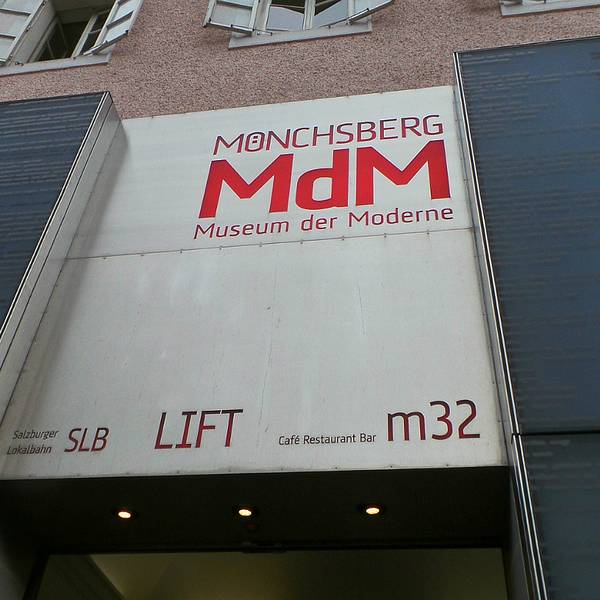 MÖNCHSBERG
MdM
Museum der Moderne
Salzburger
Lokalbahn
SLB
LIFT
Café Restaurant Bar
m32